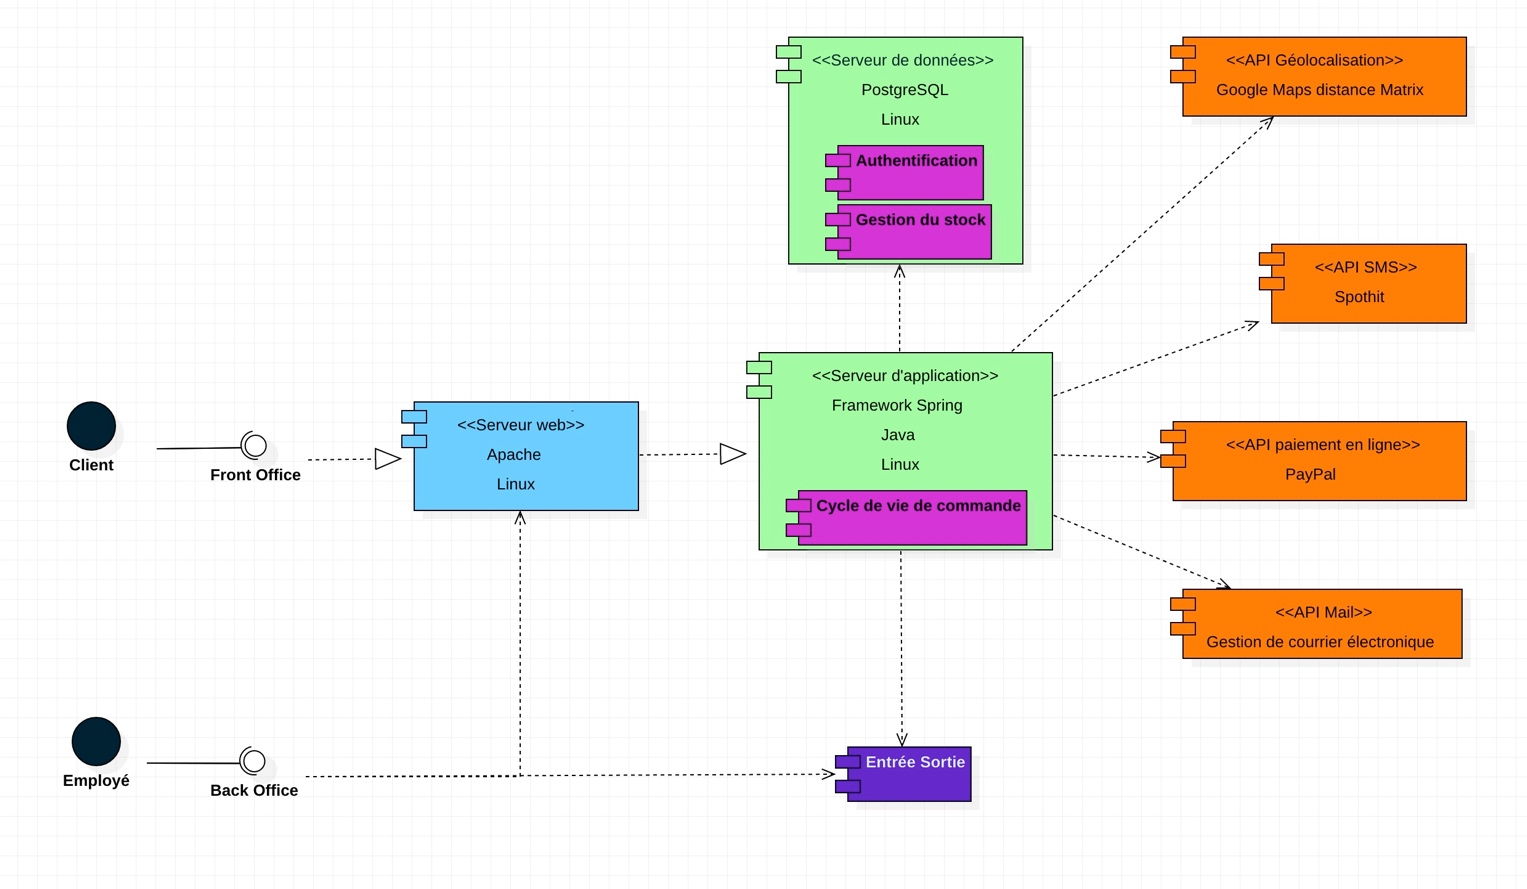 <<Serveur de données>>
PostgreSQL
Linux
Authentification
Gestion du stock
<<API Géolocalisation>>
Google Maps distance Matrix
<<API SMS>>
Spothit
Client
Front Office
<<Serveur web>>
Apache
Linux
<<Serveur d'application>>
Framework Spring
Java
Linux
Cycle de vie de commande
<<API paiement en ligne>>
PayPal
<<API Mail>>
Gestion de courrier électronique
Employé
Back Office
Entrée Sortie